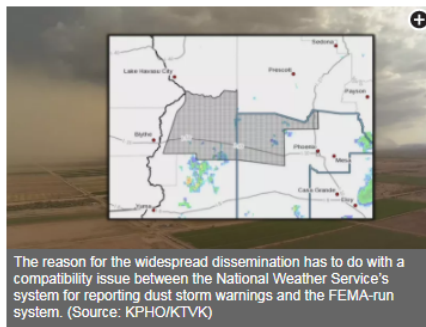 Sedona
Lake Havasu City
Prescott
Payson
Blythe
Phoenix
Mesa
Casa Grande
Eloy
Yuma
The reason for the widespread dissemination has to do with a
compatibility issue between the National Weather Service's
system for reporting dust storm warnings and the FEMA-run
system. (Source: KPHO/KTVK)